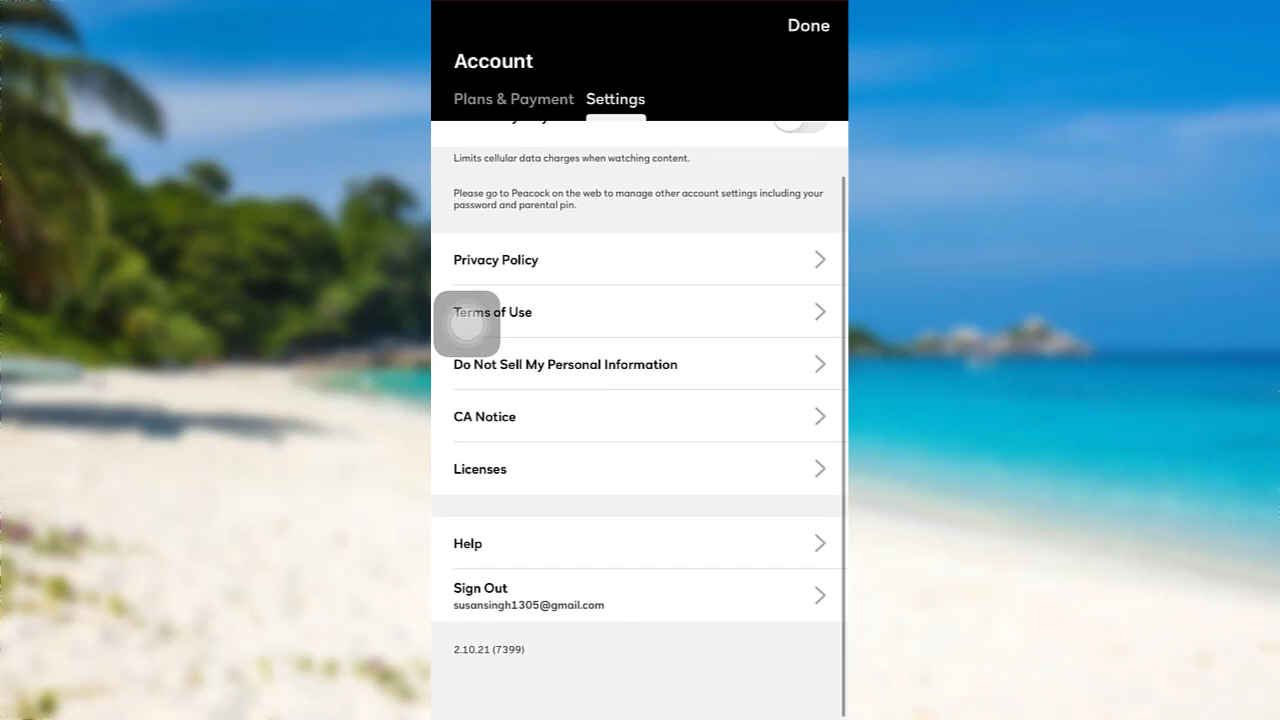 Done
Account
Plans & Payment Settings
Limits cellular data charges when watching content.
Please go to Peacock on the web to manage other account settings including your
password and parental pin.
Privacy Policy
Terms of Use
Do Not Sell My Personal Information
CA Notice
Licenses
Help
Sign Out
susansingh1305@gmail.com
2.10.21 (7399)